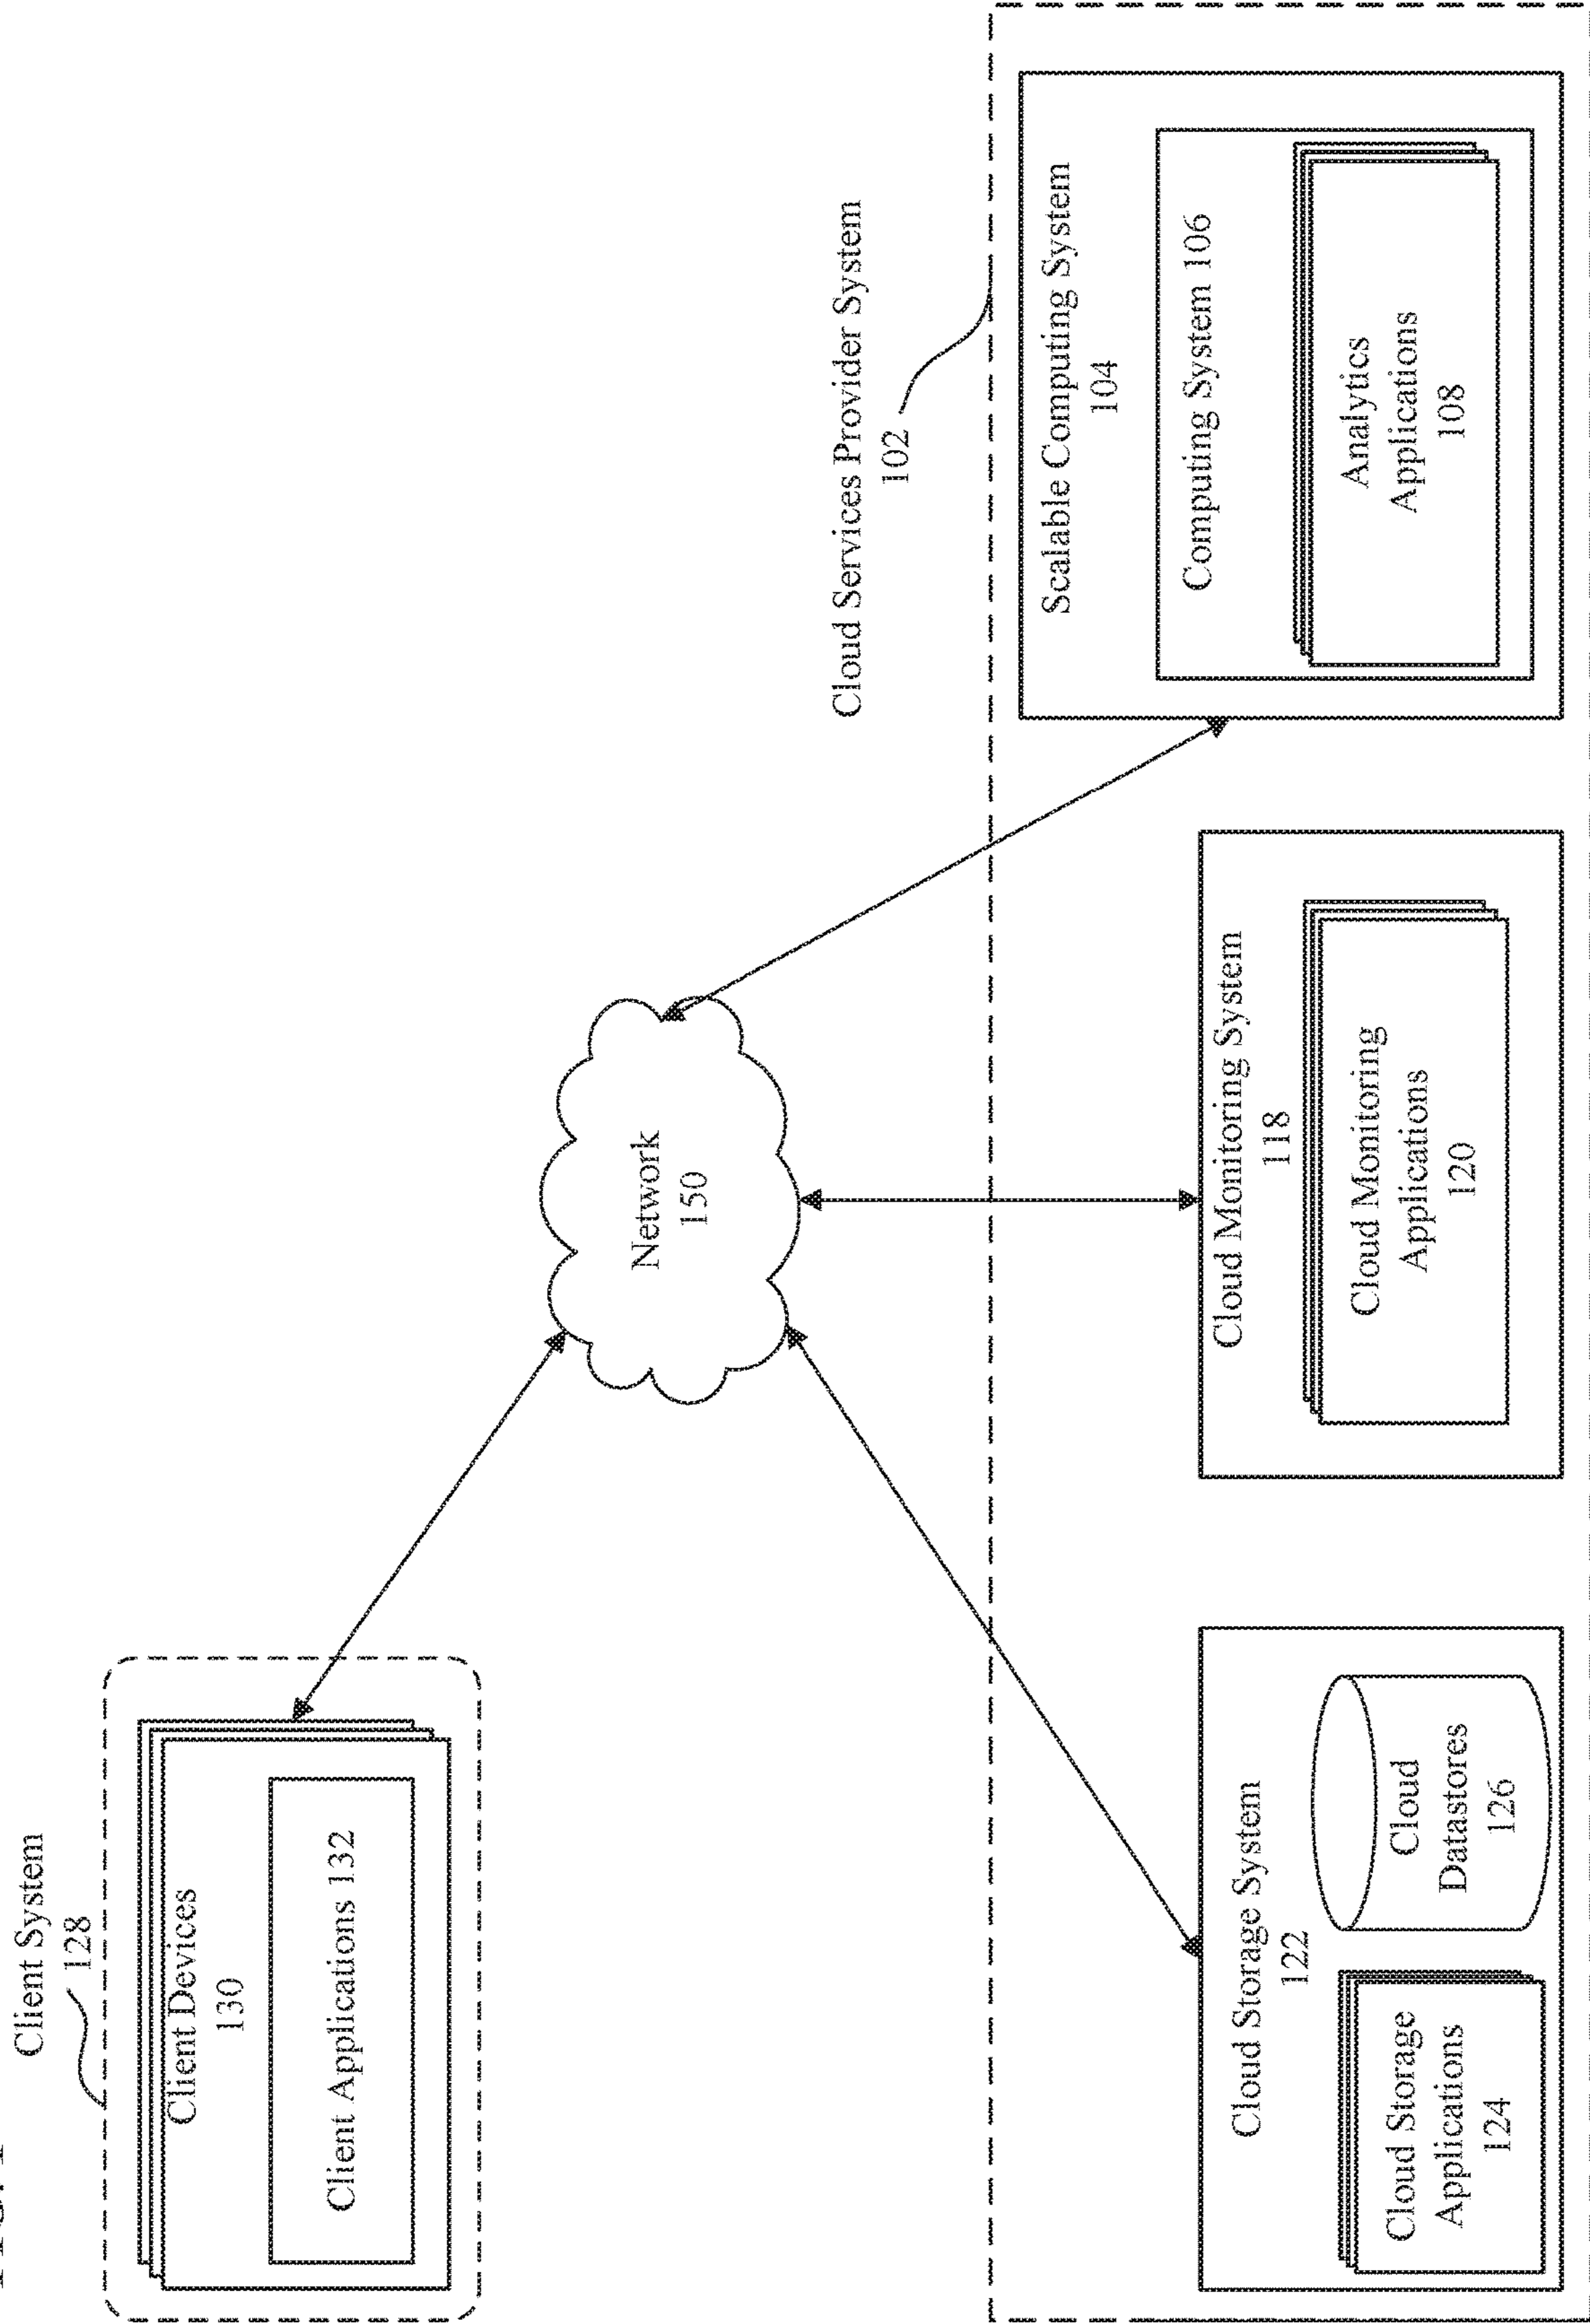 Client System
128
Client Devices
130
Client Applications 132
Network
150
Cloud Services Provider System
102
Cloud Storage System
122
Cloud Storage
Applications
124
Cloud
Datastores
126
Cloud Monitoring System
118
Cloud Monitoring
Applications
120
Scalable Computing System
104
Computing System 106
Analytics
Applications
108